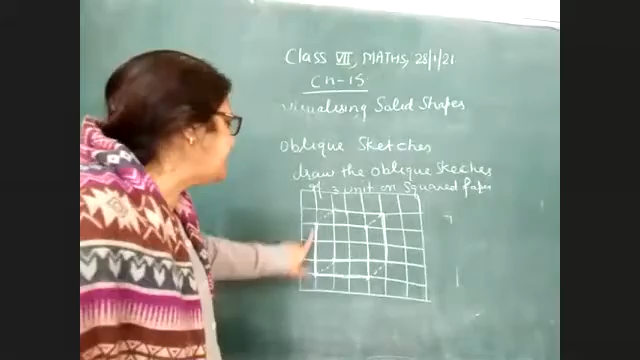 Class VII, MATHS, 28/1/21
Ch-15
Visualising Solid Shapes
Oblique Sketches
draw the oblique skecthes
of 3 unit on squared paper